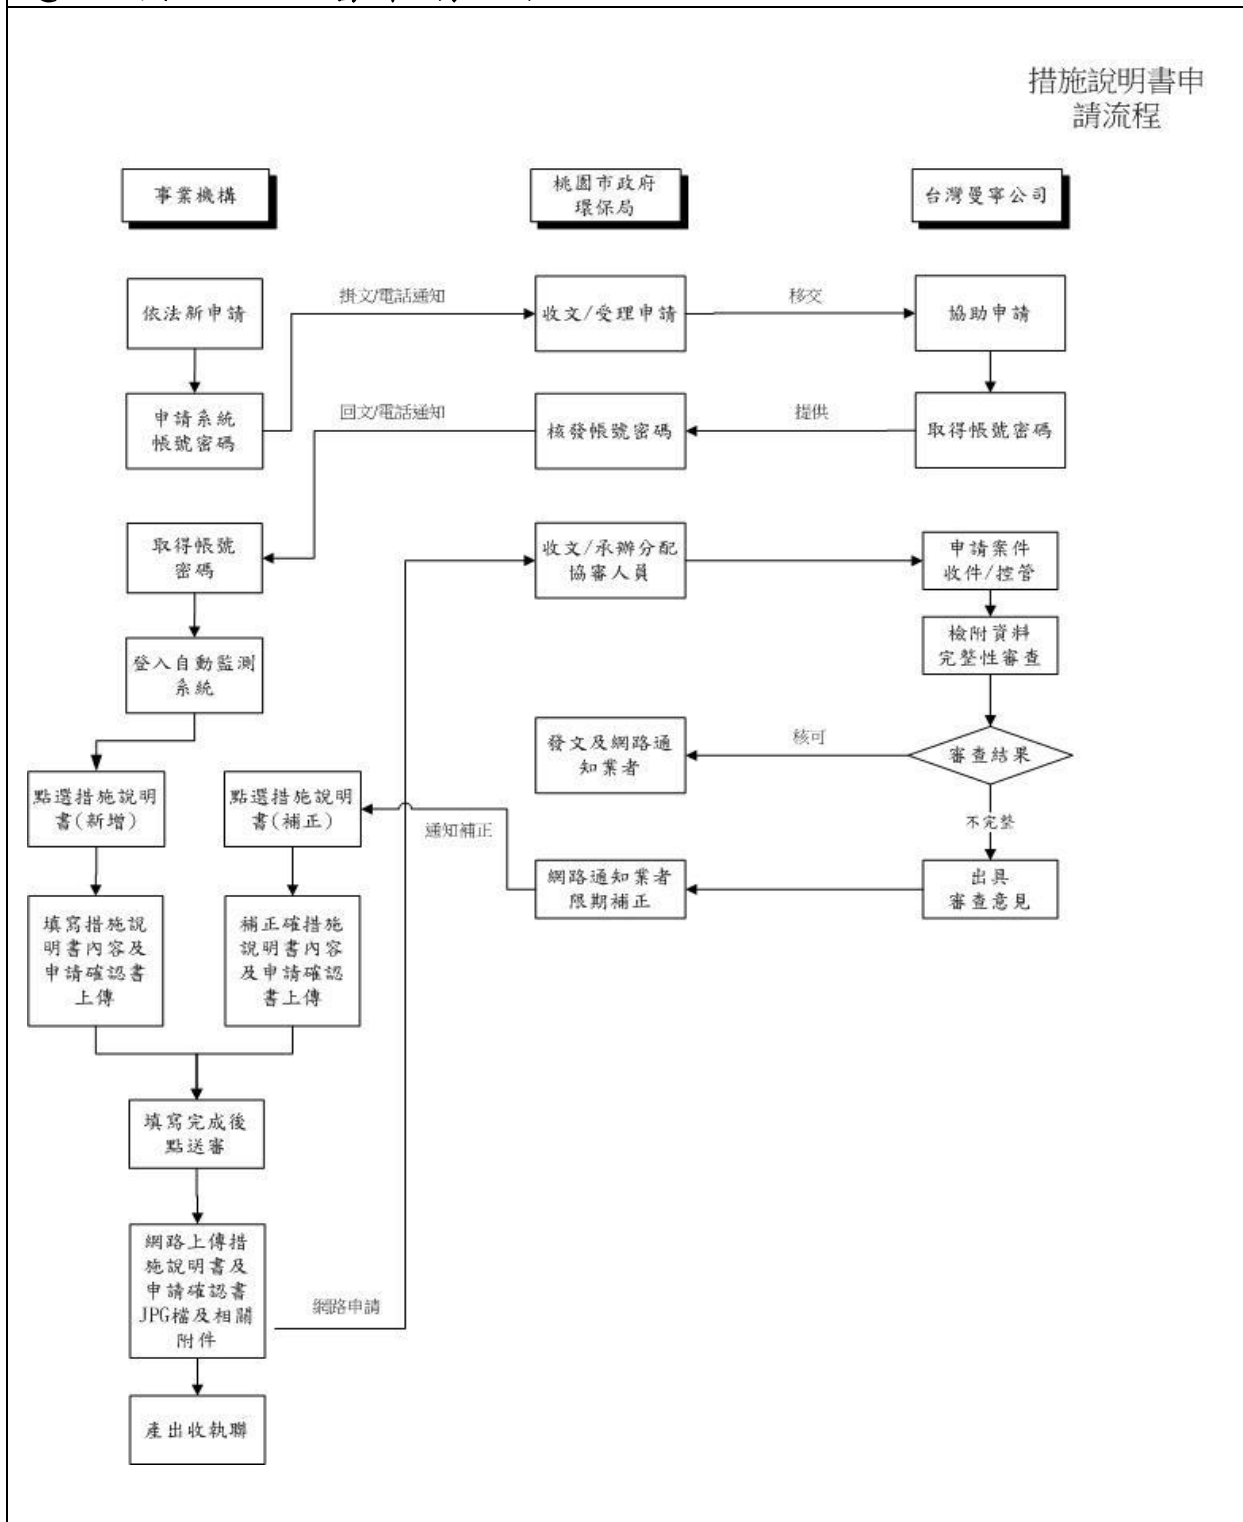 措施說明書申
請流程
事業機構
桃園市政府
環保局
台灣曼寧公司
依法新申請
掛文/電話通知
收文/受理申請
移交
協助申請
申請系統
帳號密碼
回文/電話通知
核發帳號密碼
提供
取得帳號密碼
取得帳號
密碼
收文/承辦分配
協審人員
申請案件
收件/控管
登入自動監測
系統
檢附資料
完整性審查
發文及網路通
知業者
核可
審查結果
點選措施說明
書(新增)
點選措施說明
書(補正)
通知補正
不完整
網路通知業者
限期補正
出具
審查意見
填寫措施說
明書內容及
申請確認書
上傳
補正確措施
說明書內容
及申請確認
書上傳
填寫完成後
點送審
網路上傳措
施說明書及
申請確認書
JPG檔及相關
附件
網路申請
產出收執聯